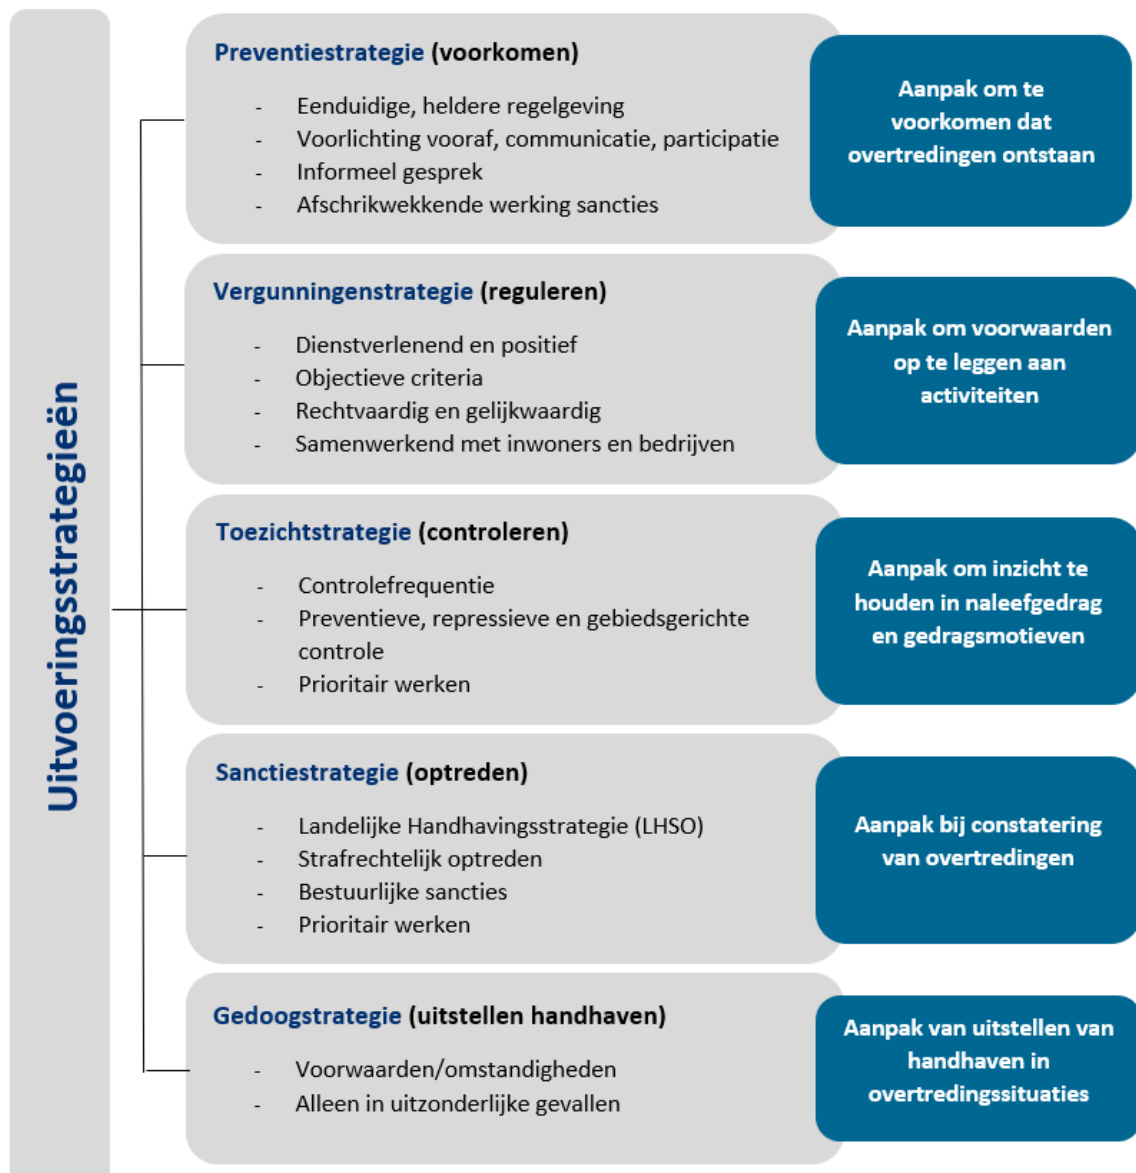 Uitvoeringsstrategieën
Preventiestrategie (voorkomen)
- Eenduidige, heldere regelgeving
- Voorlichting vooraf, communicatie, participatie
- Informeel gesprek
- Afschrikwekkende werking sancties
Aanpak om te
voorkomen dat
overtredingen ontstaan
Vergunningenstrategie (reguleren)
- Dienstverlenend en positief
- Objectieve criteria
- Rechtvaardig en gelijkwaardig
- Samenwerkend met inwoners en bedrijven
Aanpak om voorwaarden
op te leggen aan
activiteiten
Toezichtstrategie (controleren)
- Controlefrequentie
- Preventieve, repressieve en gebiedsgerichte
controle
- Prioritair werken
Aanpak om inzicht te
houden in naleefgedrag
en gedragsmotieven
Sanctiestrategie (optreden)
- Landelijke Handhavingsstrategie (LHSO)
- Strafrechtelijk optreden
- Bestuurlijke sancties
- Prioritair werken
Aanpak bij constatering
van overtredingen
Gedoogstrategie (uitstellen handhaven)
- Voorwaarden/omstandigheden
- Alleen in uitzonderlijke gevallen
Aanpak van uitstellen van
handhaven in
overtredingssituaties